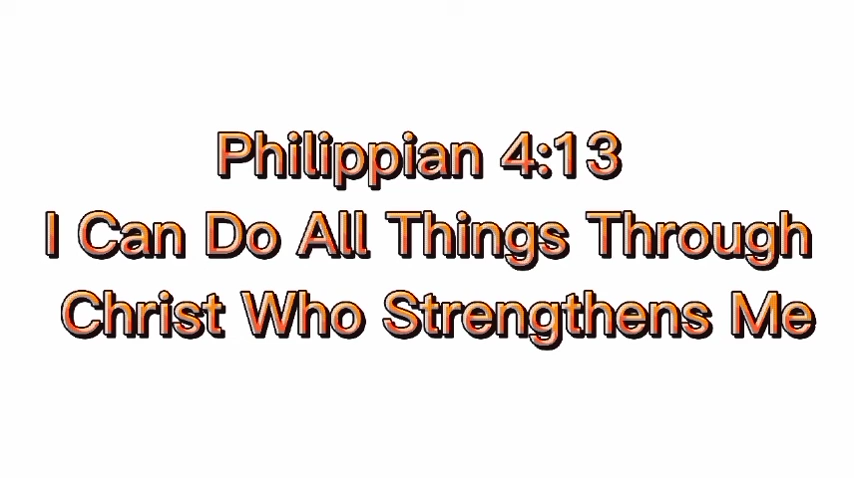 Philippian 4:13
I Can Do All Things Through
Christ Who Strengthens Me